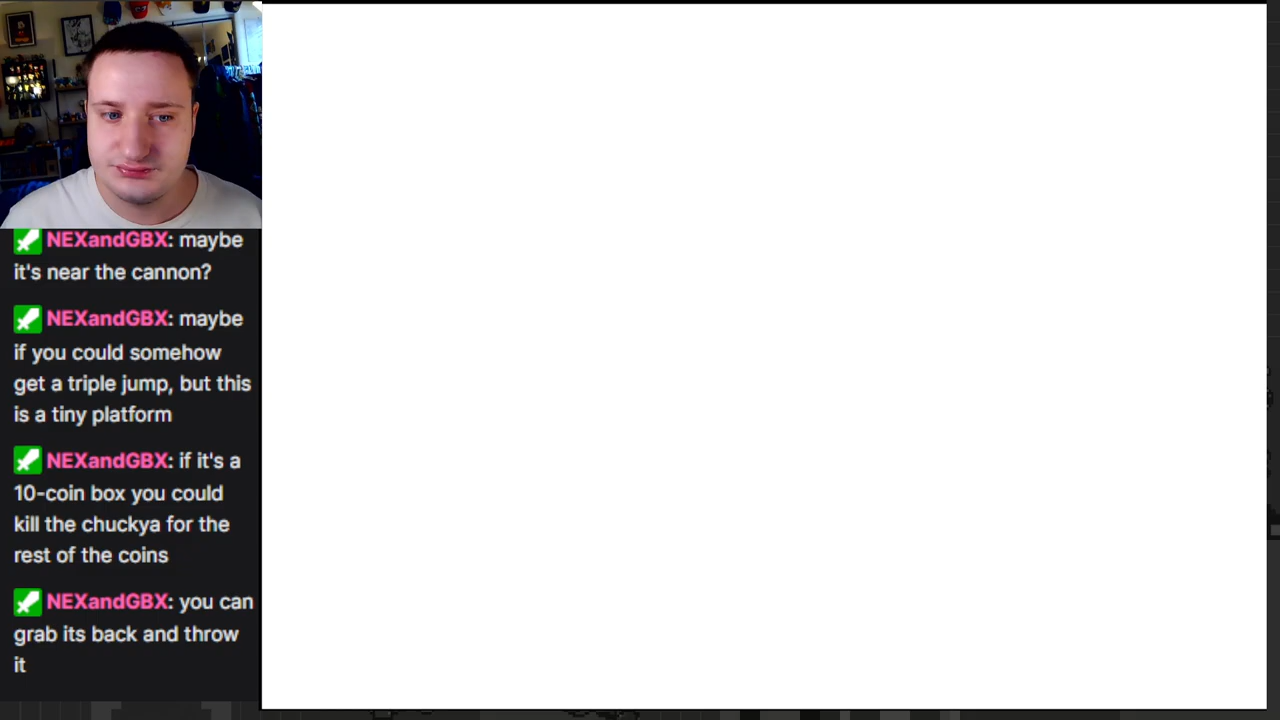 NEXandGBX: maybe
it's near the cannon?
NEXandGBX: maybe
if you could somehow
get a triple jump, but this
is a tiny platform
NEXandGBX: if it's a
10-coin box you could
kill the chuckya for the
rest of the coins
NEXandGBX: you can
grab its back and throw
it